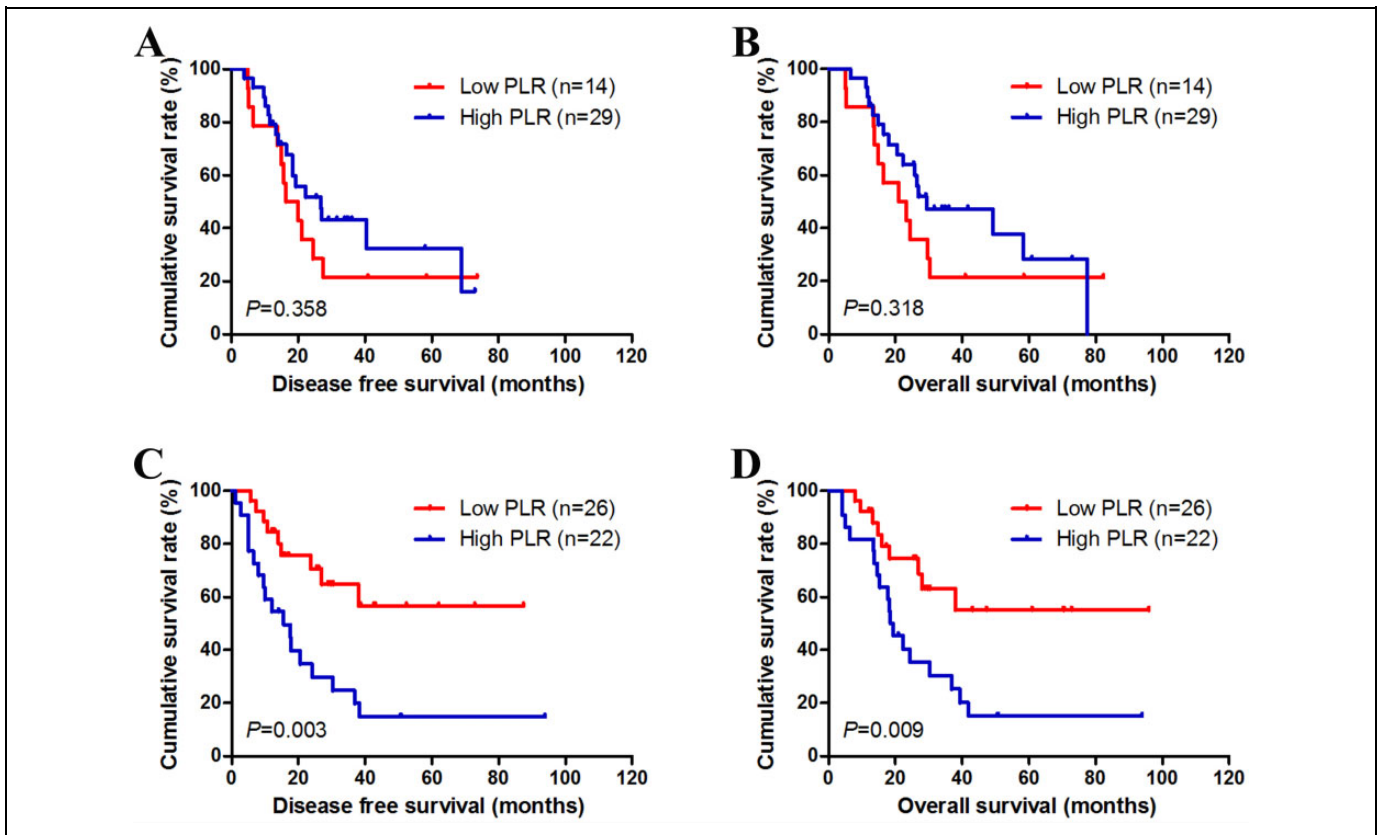 A
Cumulative survival rate (%)
100
80
60
40
20
0
Low PLR (n=14)
High PLR (n=29)
P=0.358
0 20 40 60 80 100 120
Disease free survival (months)
B
Cumulative survival rate (%)
100
80
60
40
20
0
Low PLR (n=14)
High PLR (n=29)
P=0.318
0 20 40 60 80 100 120
Overall survival (months)
C
Cumulative survival rate (%)
100
80
60
40
20
0
Low PLR (n=26)
High PLR (n=22)
P=0.003
0 20 40 60 80 100 120
Disease free survival (months)
D
Cumulative survival rate (%)
100
80
60
40
20
0
Low PLR (n=26)
High PLR (n=22)
P=0.009
0 20 40 60 80 100 120
Overall survival (months)